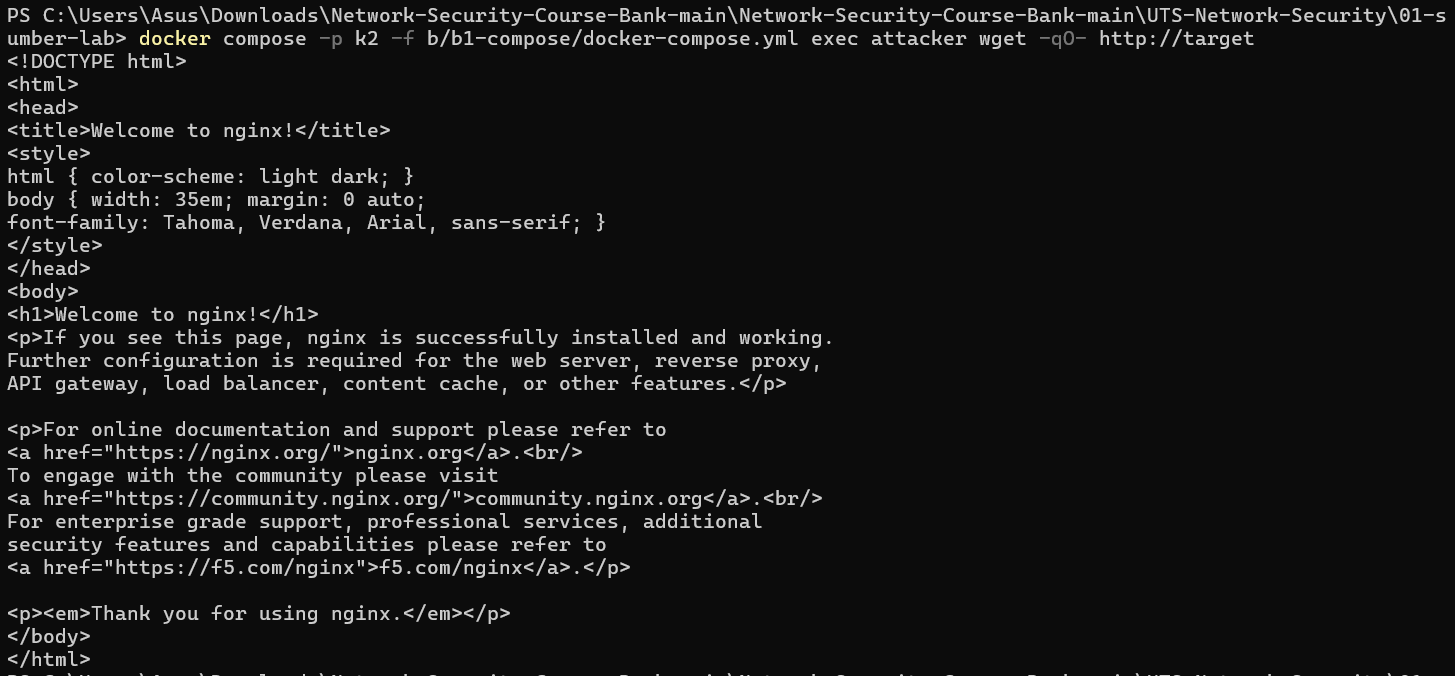 PS C:\Users\Asus\Downloads\Network-Security-Course-Bank-main\Network-Security-Course-Bank-main\UTS-Network-Security\01-s
umber-lab> docker compose -p k2 -f b/b1-compose/docker-compose.yml exec attacker wget -qO- http://target
<!DOCTYPE html>
<html>
<head>
<title>Welcome to nginx!</title>
<style>
html { color-scheme: light dark; }
body { width: 35em; margin: 0 auto;
font-family: Tahoma, Verdana, Arial, sans-serif; }
</style>
</head>
<body>
<h1>Welcome to nginx!</h1>
<p>If you see this page, nginx is successfully installed and working.
Further configuration is required for the web server, reverse proxy,
API gateway, load balancer, content cache, or other features.</p>

<p>For online documentation and support please refer to
<a href="https://nginx.org/">nginx.org</a>.<br/>
To engage with the community please visit
<a href="https://community.nginx.org/">community.nginx.org</a>.<br/>
For enterprise grade support, professional services, additional
security features and capabilities please refer to
<a href="https://f5.com/nginx">f5.com/nginx</a>.</p>

<p><em>Thank you for using nginx.</em></p>
</body>
</html>